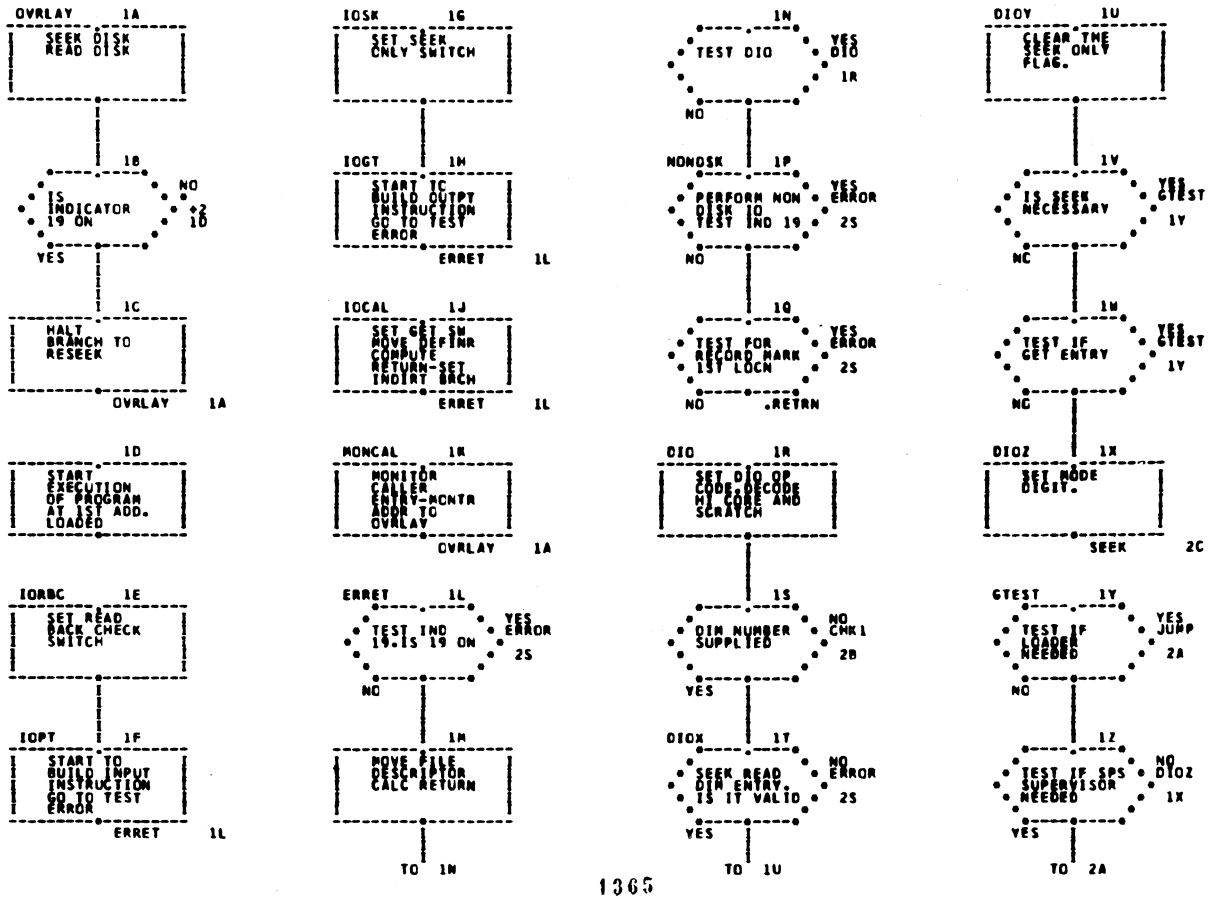 OVRLAY 1A
SEEK DISK
READ DISK
1B
IS
INDICATOR
19 ON
NO
+2
1D
YES
1C
HALT
BRANCH TO
RESEEK
OVRLAY 1A
1D
START
EXECUTION
OF PROGRAM
AT 1ST ADD.
LOADED
IORBC 1E
SET READ
BACK CHECK
SWITCH
IOPT 1F
START TO
BUILD INPUT
INSTRUCTION
GO TO TEST
ERROR
ERRET 1L
IOSK 1G
SET SEEK
ONLY SWITCH
IOGT 1H
START TO
BUILD OUTPT
INSTRUCTION
GO TO TEST
ERROR
ERRET 1L
IOCAL 1J
SET GET SW
MOVE DEFINR
COMPUTE
RETURN-SET
INDIRT BRCH
ERRET 1L
MONCAL 1K
MONITOR
CALLER
ENTRY-MONTR
ADDR TO
OVRLAY
OVRLAY 1A
ERRET 1L
TEST IND
19.IS 19 ON
YES
ERROR
2S
NO
1M
MOVE FILE
DESCRIPTOR
CALC RETURN
TO 1N
1N
TEST DIO
YES
DIO
1R
NO
NONDSK 1P
PERFORM NON
DISK IO
TEST IND 19
YES
ERROR
2S
NO
1Q
TEST FOR
RECORD MARK
1ST LOCN
YES
ERROR
2S
NO .RETRN
DIO 1R
SET DIO OP
CODE.DECODE
HI CORE AND
SCRATCH
1S
DIM NUMBER
SUPPLIED
NO
CHK1
2B
YES
DIOX 1T
SEEK READ
DIM ENTRY.
IS IT VALID
NO
ERROR
2S
YES
TO 1U
DIOY 1U
CLEAR THE
SEEK ONLY
FLAG.
1V
IS SEEK
NECESSARY
YES
GTEST
1Y
NO
1W
TEST IF
GET ENTRY
YES
GTEST
1Y
NO
DIOZ 1X
SET MODE
DIGIT.
SEEK 2C
GTEST 1Y
TEST IF
LOADER
NEEDED
YES
JUMP
2A
NO
1Z
TEST IF SPS
SUPERVISOR
NEEDED
NO
DIOZ
1X
YES
TO 2A
1365